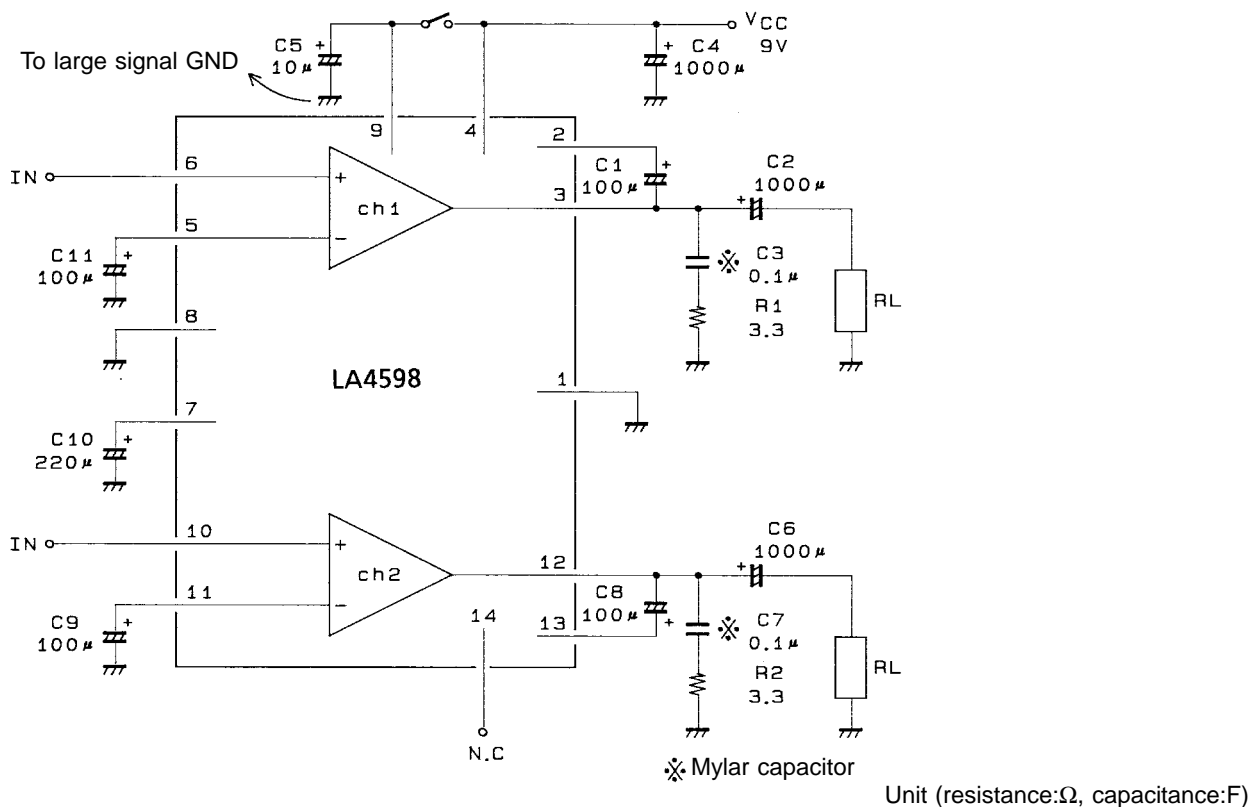 VCC
9V
C5 +
10μ
To large signal GND
+ C4
1000μ
9
4
2
6
IN
+
C1 +
100μ
C2
1000μ
3
+
ch1
5
−
C11 +
100μ
※ C3
0.1μ
R1
3.3
RL
8
LA4598
1
7
C10 +
220μ
10
IN
+
C6
1000μ
12
+
ch2
11
−
C8
100μ
+
14
13
C9 +
100μ
※ C7
0.1μ
R2
3.3
RL
N.C
※ Mylar capacitor
Unit (resistance:Ω, capacitance:F)